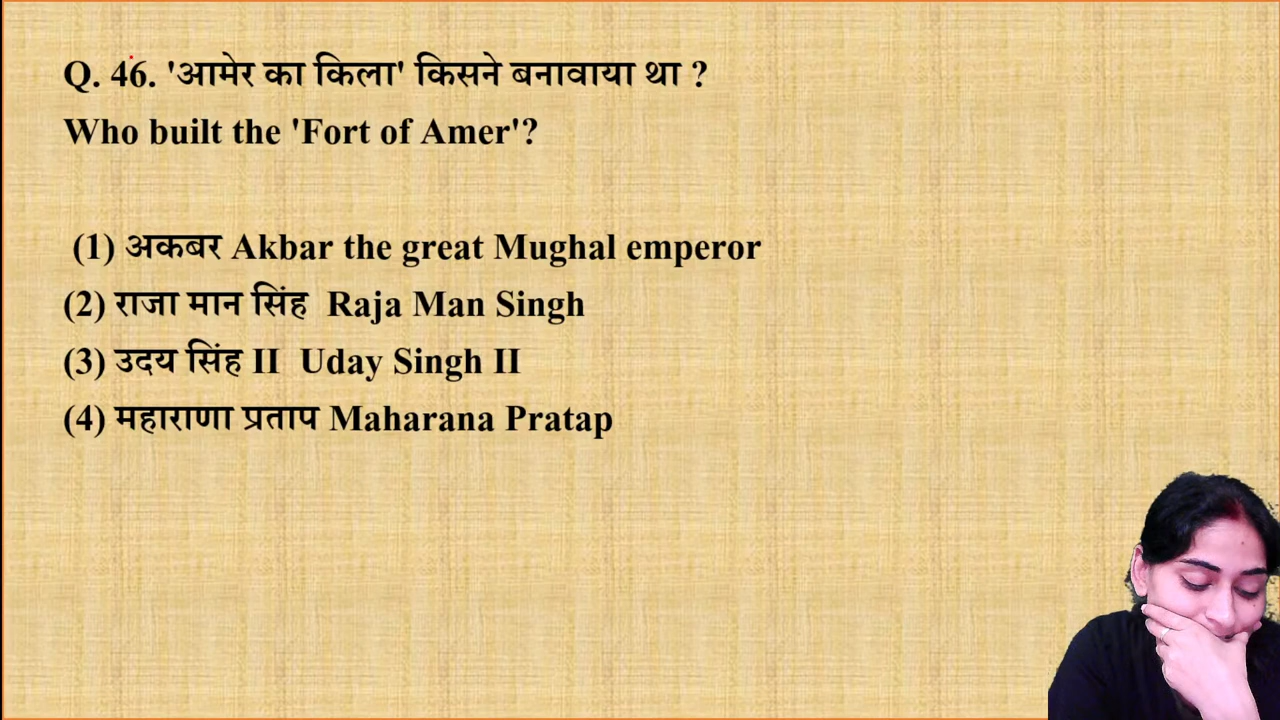 Q. 46. 'आमेर का किला' किसने बनावाया था ?
Who built the 'Fort of Amer'?
(1) अकबर Akbar the great Mughal emperor
(2) राजा मान सिंह Raja Man Singh
(3) उदय सिंह II Uday Singh II
(4) महाराणा प्रताप Maharana Pratap